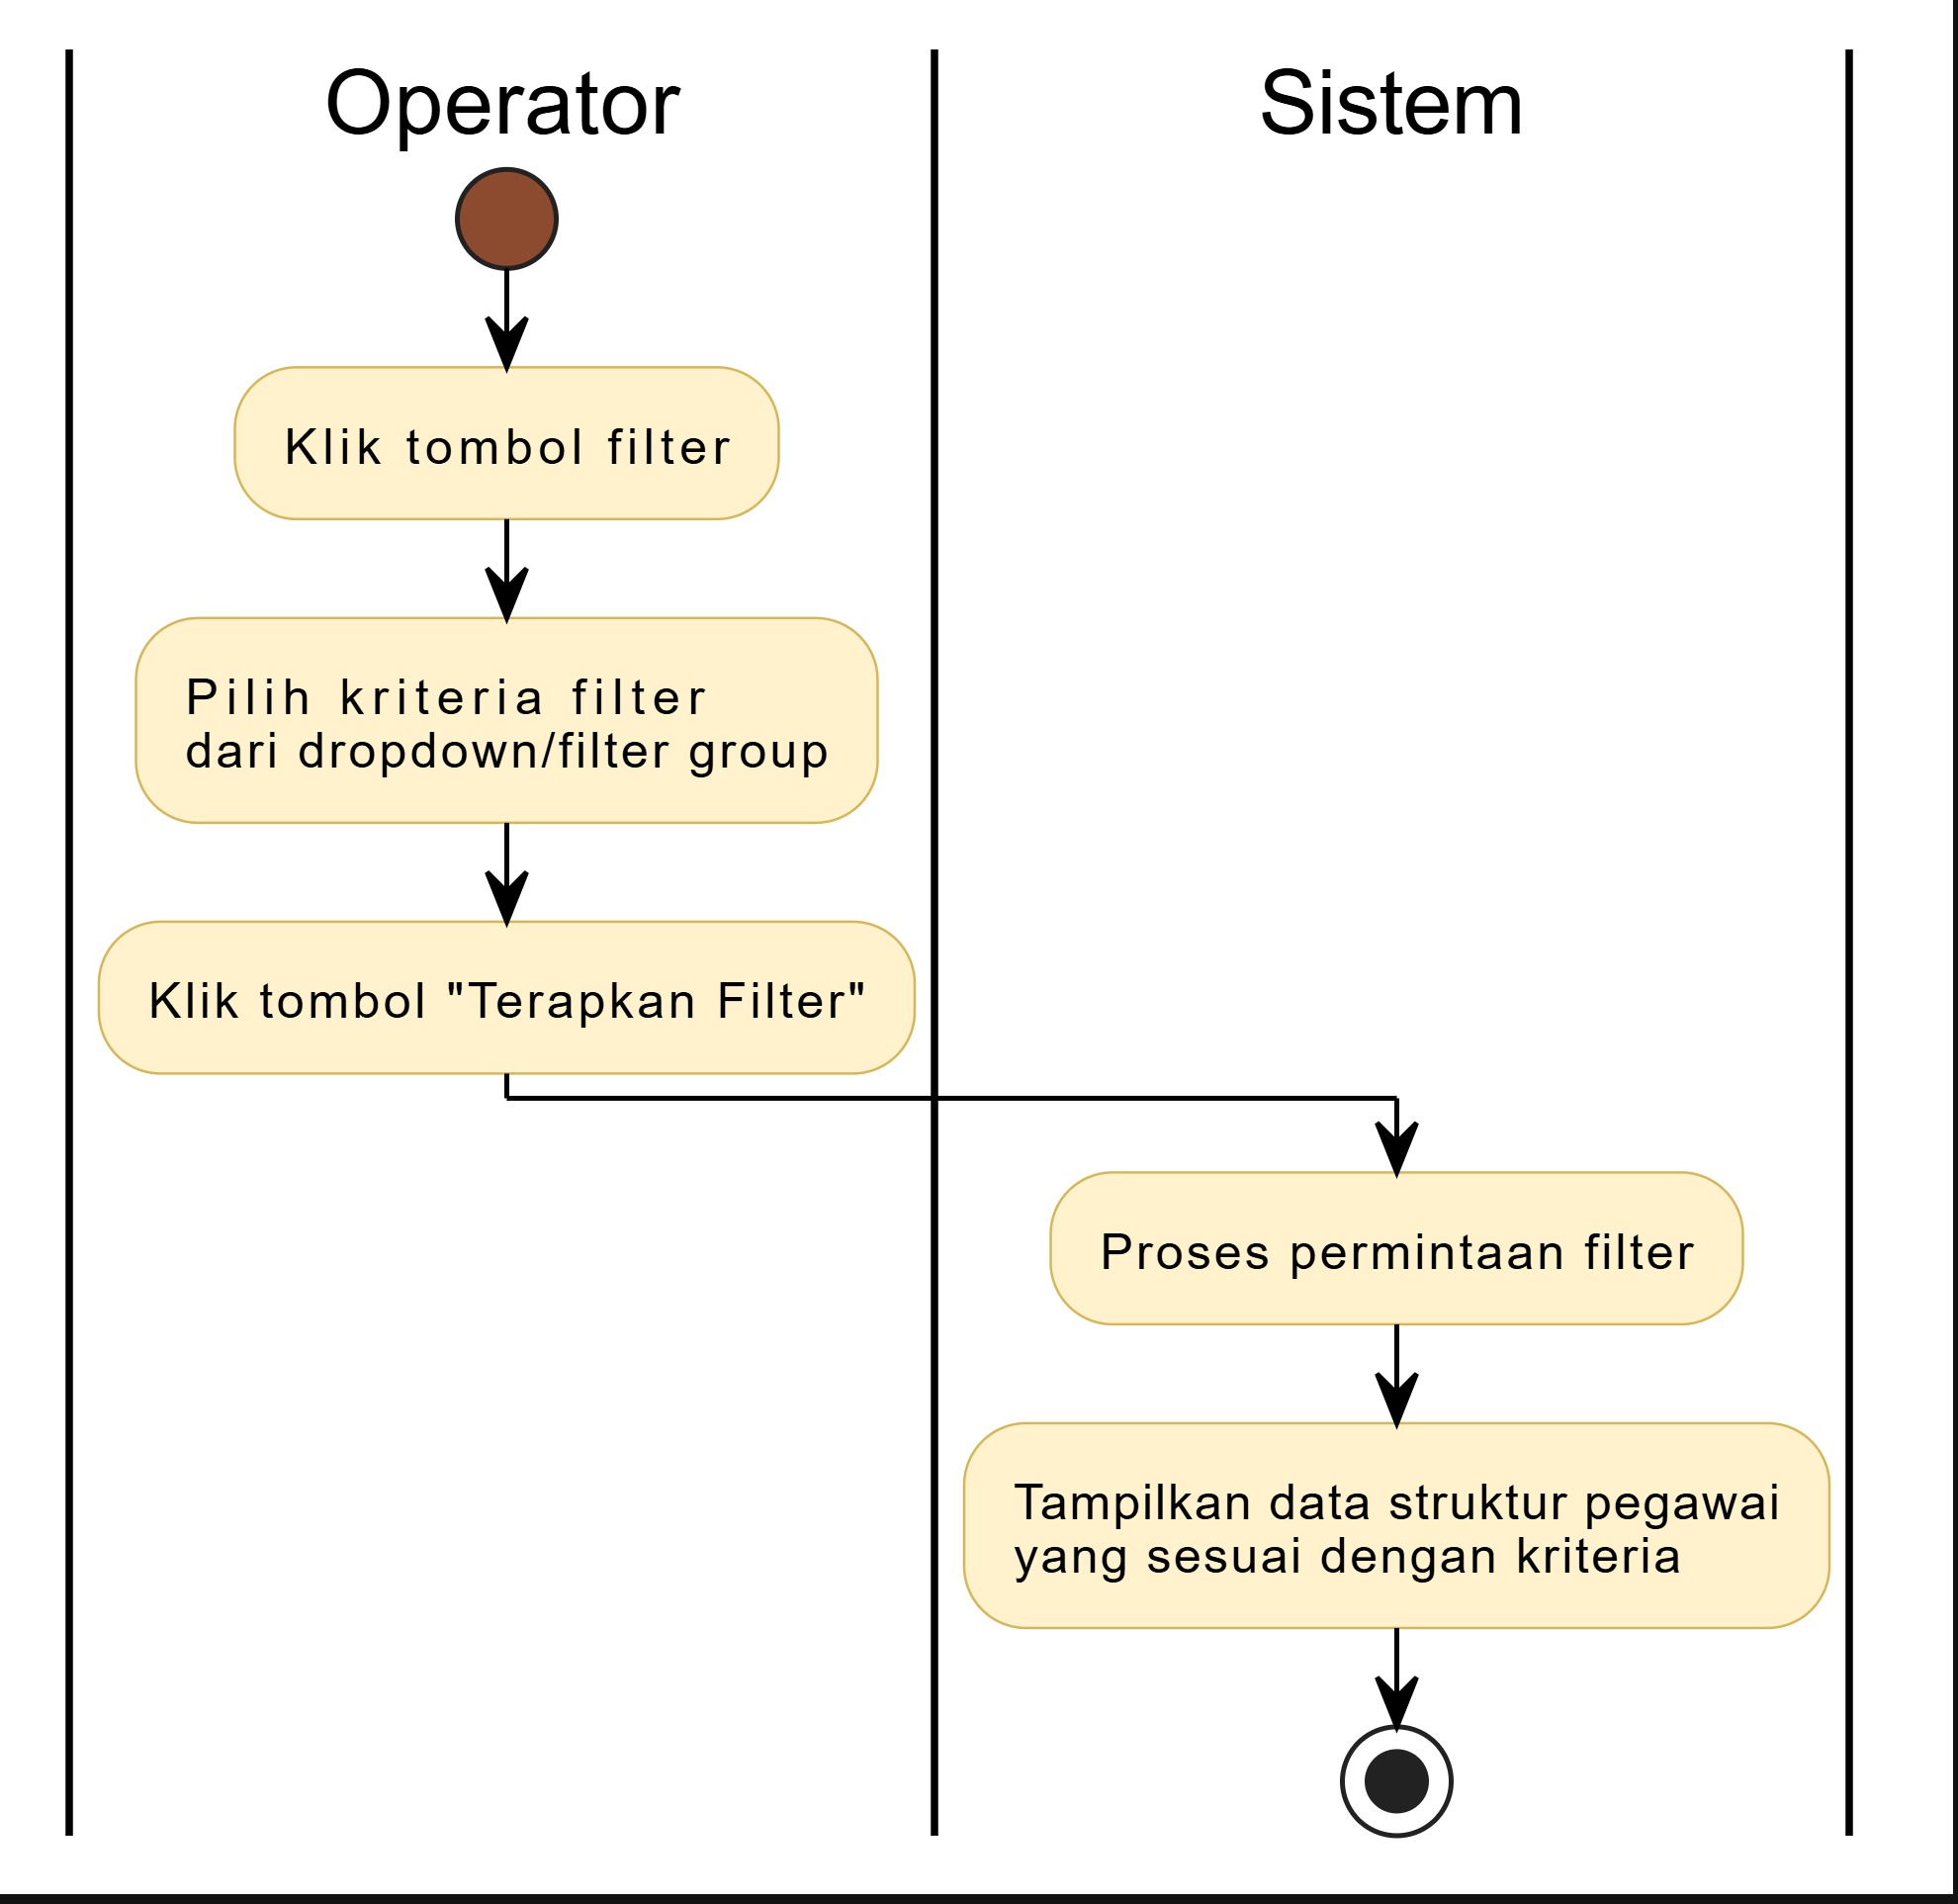 Operator
Sistem
Klik tombol filter
Pilih kriteria filter
dari dropdown/filter group
Klik tombol "Terapkan Filter"
Proses permintaan filter
Tampilkan data struktur pegawai
yang sesuai dengan kriteria